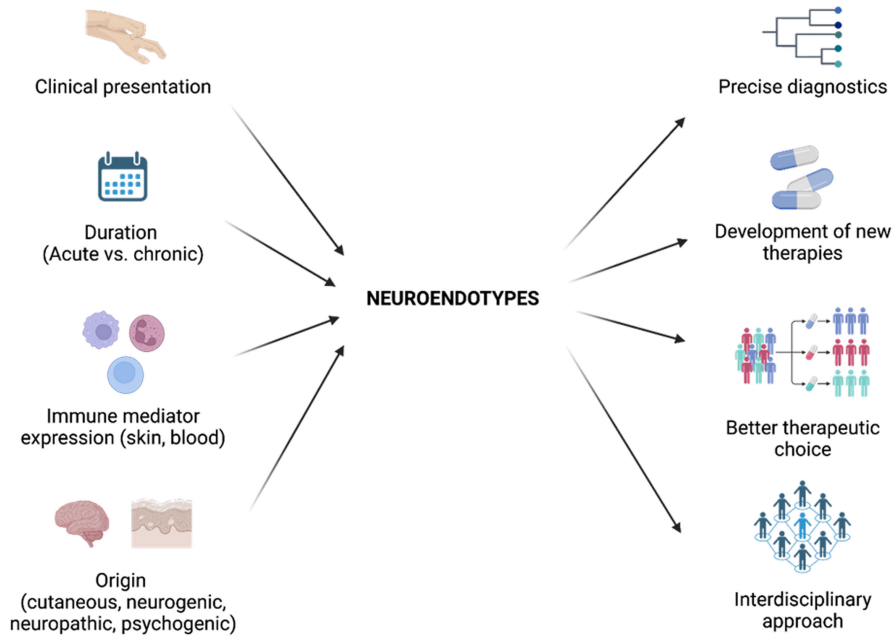 Clinical presentation
Duration
(Acute vs. chronic)
Immune mediator
expression (skin, blood)
Origin
(cutaneous, neurogenic,
neuropathic, psychogenic)
NEUROENDOTYPES
Precise diagnostics
Development of new
therapies
Better therapeutic
choice
Interdisciplinary
approach